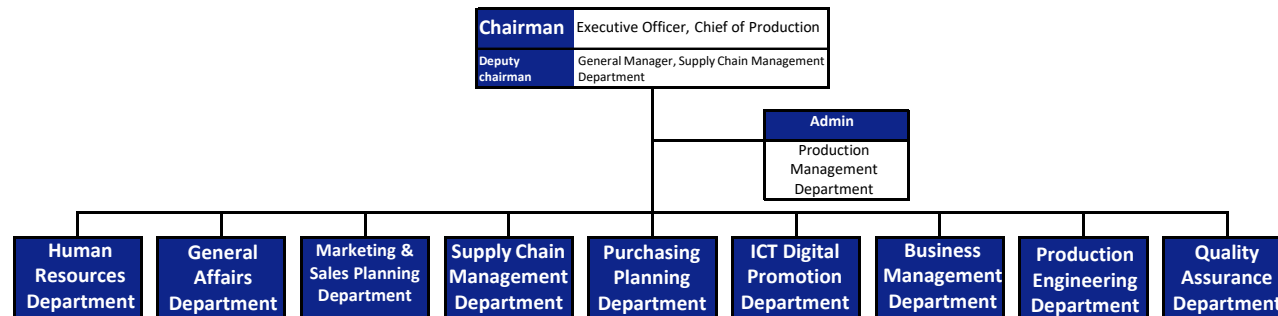 Chairman Executive Officer, Chief of Production
Deputy chairman General Manager, Supply Chain Management
Department
Admin
Production
Management
Department
Human
Resources
Department
General
Affairs
Department
Marketing &
Sales Planning
Department
Supply Chain
Management
Department
Purchasing
Planning
Department
ICT Digital
Promotion
Department
Business
Management
Department
Production
Engineering
Department
Quality
Assurance
Department